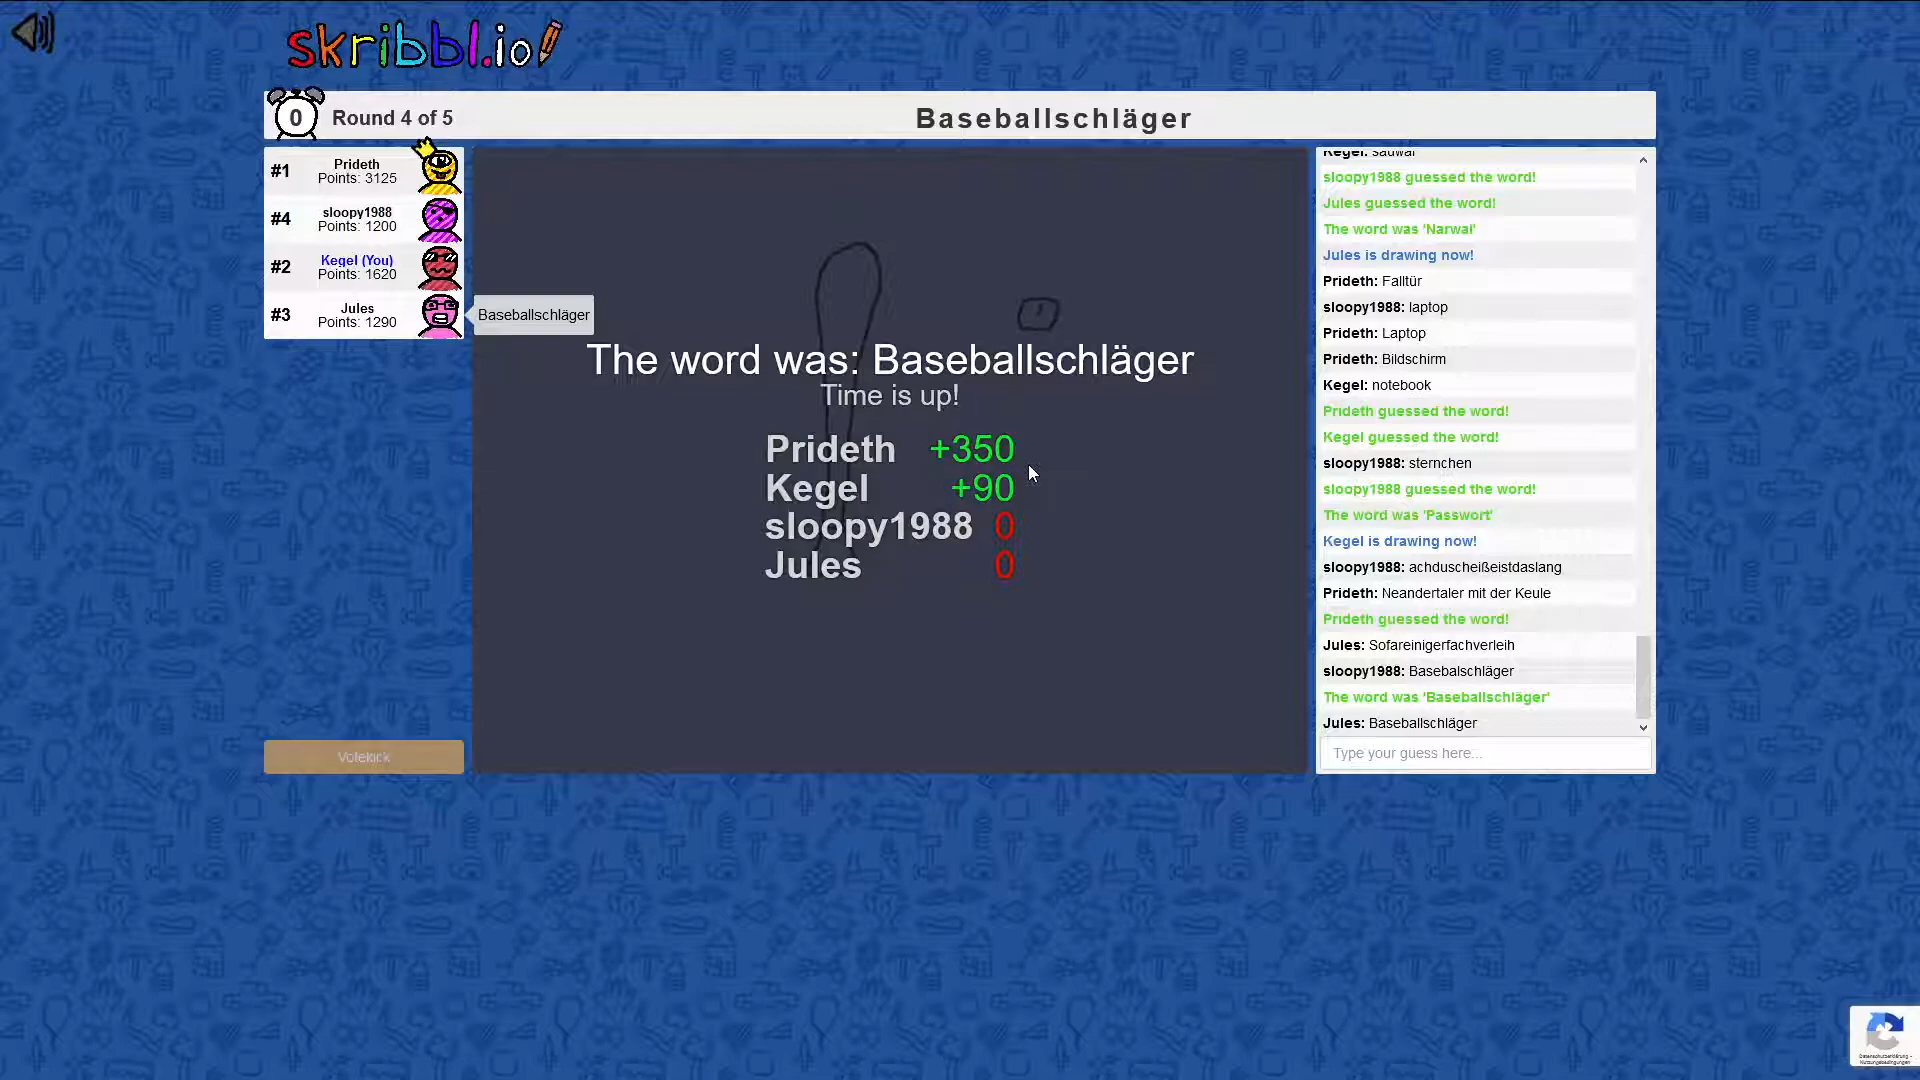 skribbl.io
0
Round 4 of 5
Baseballschläger
#1
Prideth
Points: 3125
#4
sloopy1988
Points: 1200
#2
Kegel (You)
Points: 1620
#3
Jules
Points: 1290
Baseballschläger
Votekick
The word was: Baseballschläger
Time is up!
Prideth +350
Kegel +90
sloopy1988 0
Jules 0
Kegel: sauwal
sloopy1988 guessed the word!
Jules guessed the word!
The word was 'Narwal'
Jules is drawing now!
Prideth: Falltür
sloopy1988: laptop
Prideth: Laptop
Prideth: Bildschirm
Kegel: notebook
Prideth guessed the word!
Kegel guessed the word!
sloopy1988: sternchen
sloopy1988 guessed the word!
The word was 'Passwort'
Kegel is drawing now!
sloopy1988: achduscheißeistdaslang
Prideth: Neandertaler mit der Keule
Prideth guessed the word!
Jules: Sofareinigerfachverleih
sloopy1988: Basebalschläger
The word was 'Baseballschläger'
Jules: Baseballschläger
Type your guess here...
Datenschutzerklärung -
Nutzungsbedingungen